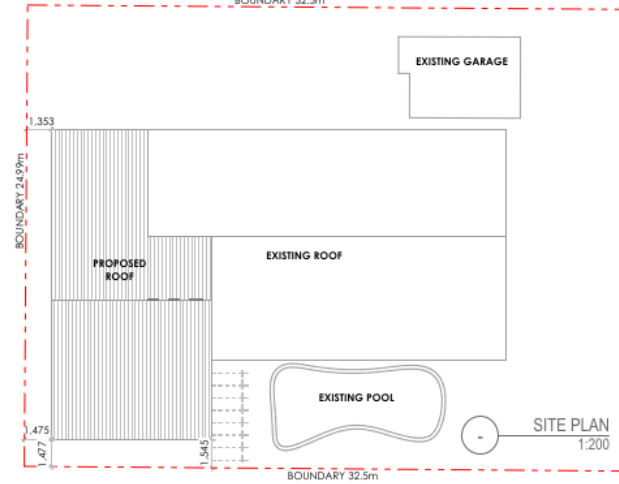 BOUNDARY 32.5m
EXISTING GARAGE
1,353
BOUNDARY 24.99m
PROPOSED
ROOF
EXISTING ROOF
EXISTING POOL
1,475
1,477
1,545
-
SITE PLAN
1:200
BOUNDARY 32.5m